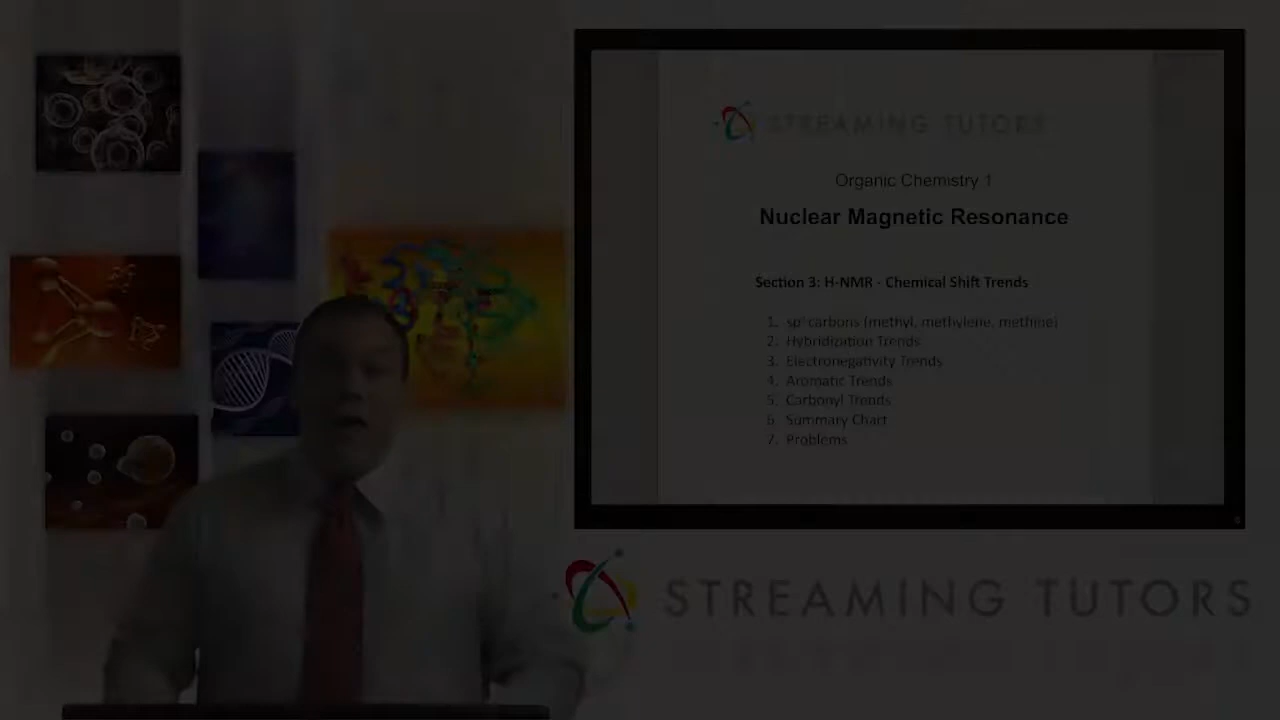 STREAMING TUTORS
Organic Chemistry 1
Nuclear Magnetic Resonance
Section 3: H-NMR - Chemical Shift Trends
1. sp³ carbons (methyl, methylene, methine)
2. Hybridization Trends
3. Electronegativity Trends
4. Aromatic Trends
5. Carbonyl Trends
6. Summary Chart
7. Problems
STREAMING TUTORS